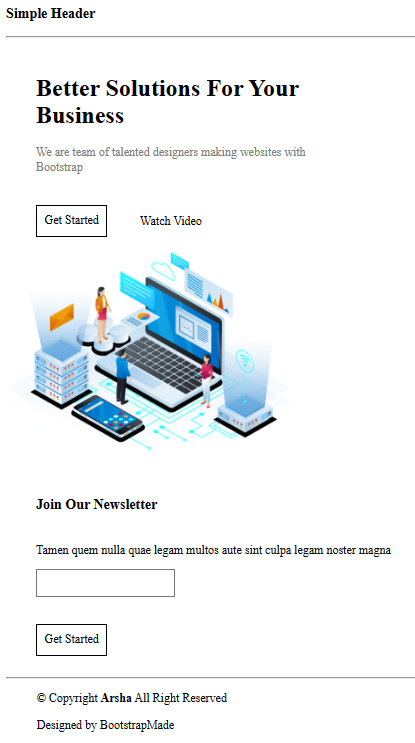 Simple Header
Better Solutions For Your
Business
We are team of talented designers making websites with
Bootstrap
Get Started
Watch Video
Join Our Newsletter
Tamen quem nulla quae legam multos aute sint culpa legam noster magna
Get Started
© Copyright Arsha All Right Reserved
Designed by BootstrapMade